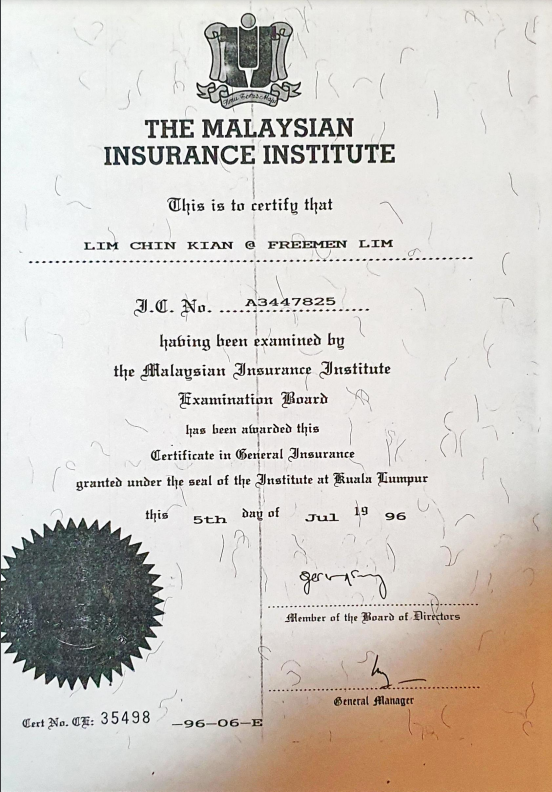 THE MALAYSIAN
INSURANCE INSTITUTE
This is to certify that
LIM CHIN KIAN @ FREEMEN LIM
I.C. No. A3447825
having been examined by
the Malaysian Insurance Institute
Examination Board
has been awarded this
Certificate in General Insurance
granted under the seal of the Institute at Kuala Lumpur
this 5th day of Jul 19 96
Member of the Board of Directors
General Manager
Cert No. CE: 35498 -96-06-E